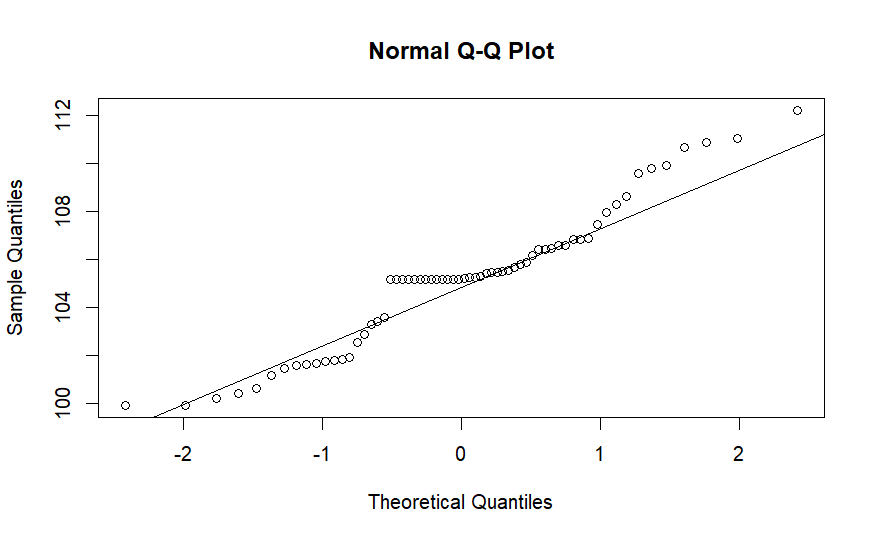 Normal Q-Q Plot
112
108
104
100
Sample Quantiles
-2 -1 0 1 2
Theoretical Quantiles